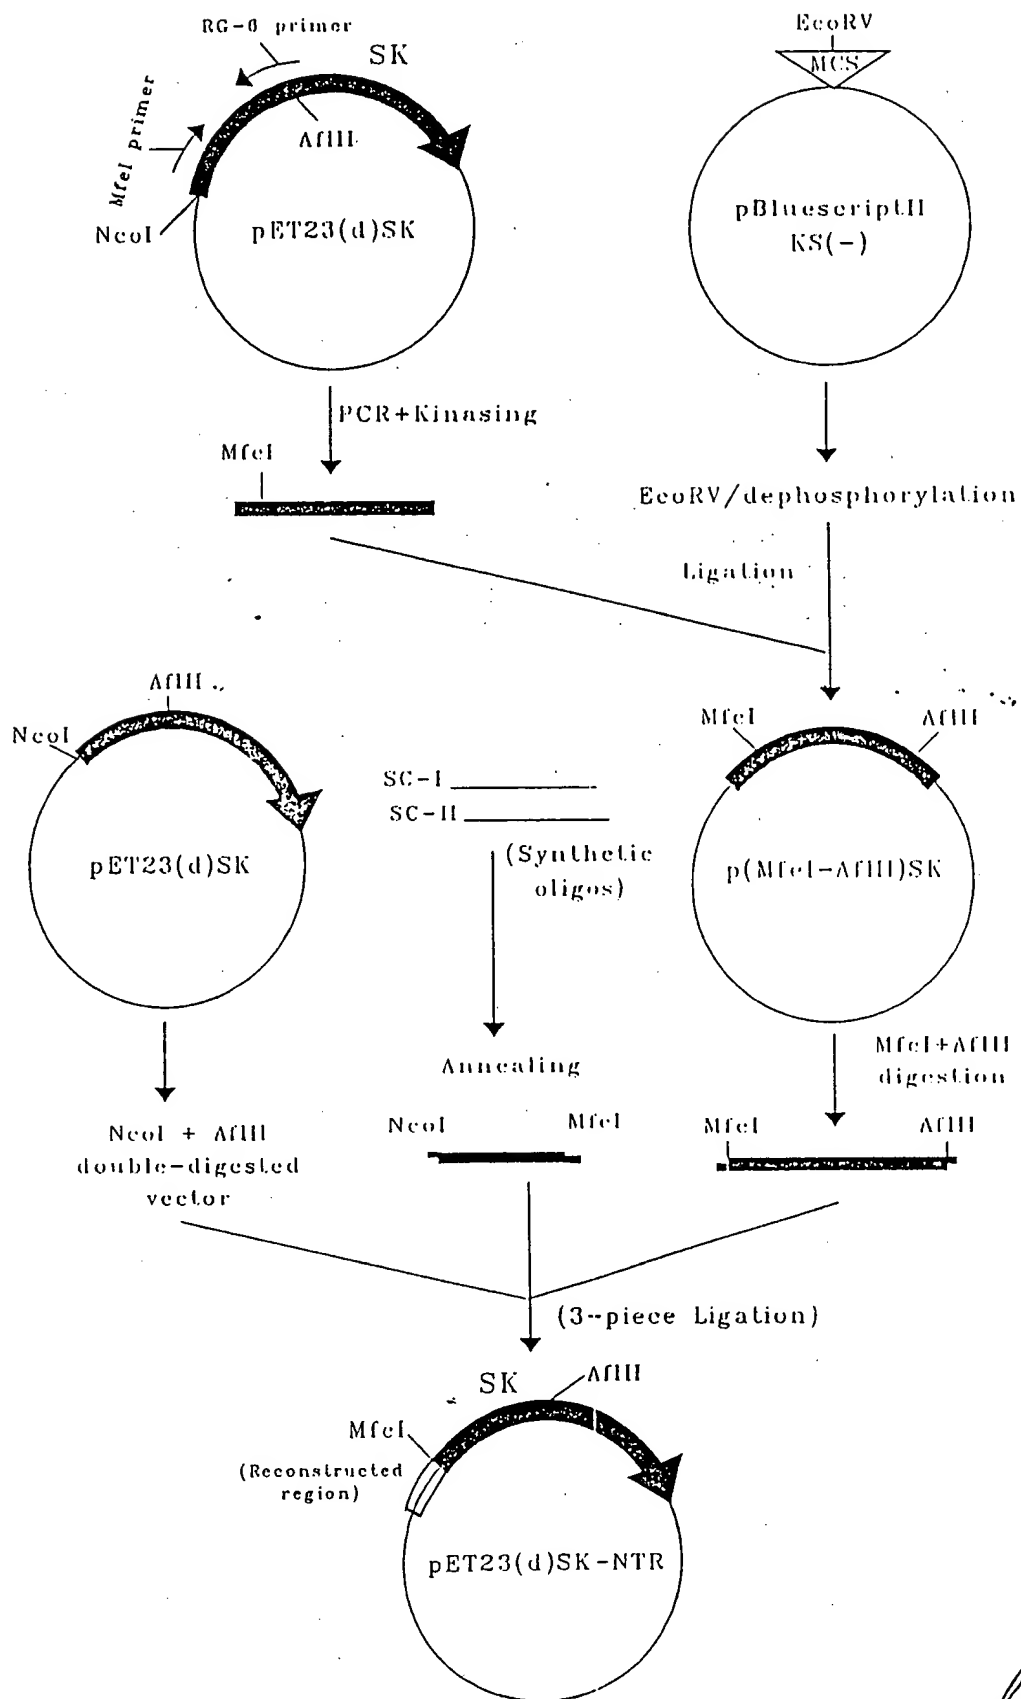 RG-6 primer
SK
MfeI primer
AflII
NcoI
pET23(d)SK
EcoRV
MCS
pBluescriptII
KS(-)
PCR+Kinasing
MfeI
EcoRV/dephosphorylation
Ligation
AflII
NcoI
pET23(d)SK
SC-I
SC-II
(Synthetic
oligos)
MfeI
AflII
p(MfeI-AflII)SK
Annealing
MfeI+AflII
digestion
NcoI + AflII
double-digested
vector
NcoI
MfeI
MfeI
AflII
(3-piece Ligation)
SK
AflII
MfeI
(Reconstructed
region)
pET23(d)SK-NTR